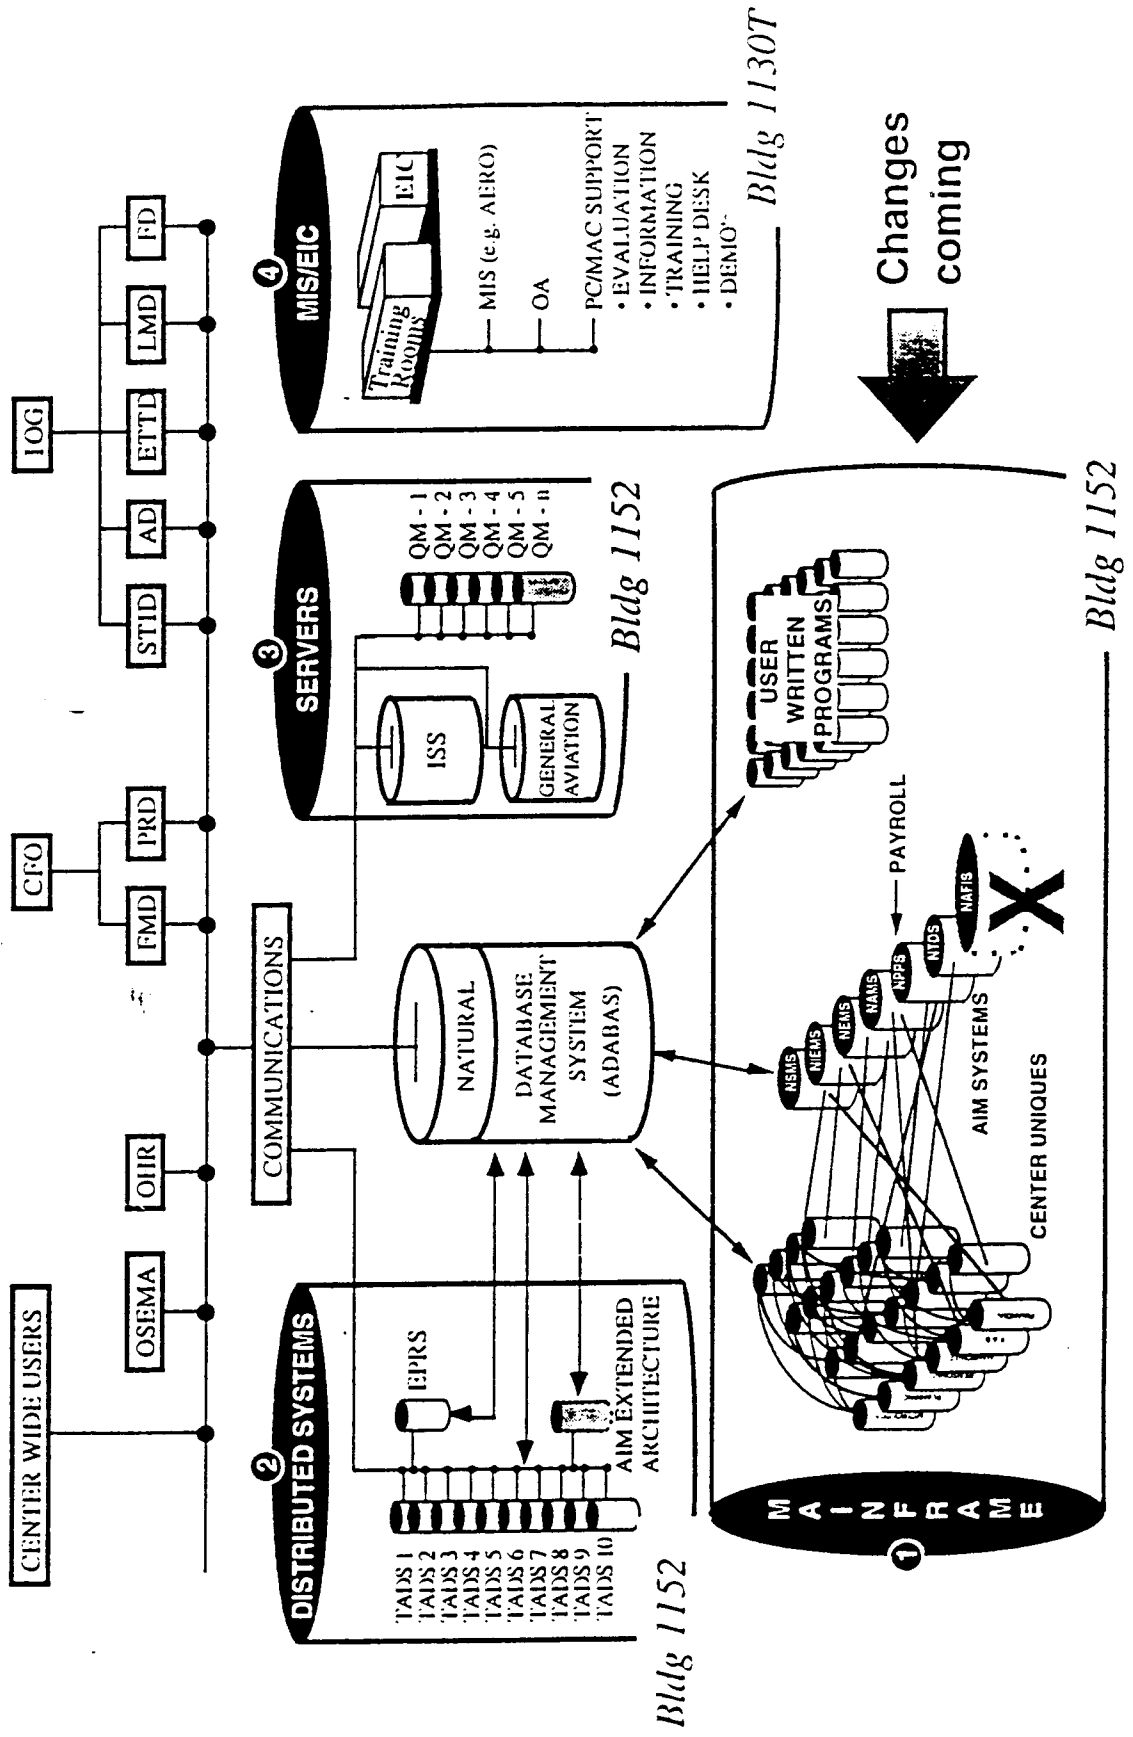 CENTER WIDE USERS
CFO
IOG
OSEMA
OHR
FMD
PRD
STID
AD
ETTD
LMD
FD
COMMUNICATIONS
2
DISTRIBUTED SYSTEMS
TADS 1
TADS 2
TADS 3
TADS 4
TADS 5
TADS 6
TADS 7
TADS 8
TADS 9
TADS 10
EPRS
AIM EXTENDED
ARCHITECTURE
Bldg 1152
NATURAL
DATABASE
MANAGEMENT
SYSTEM
(ADABAS)
3
SERVERS
ISS
GENERAL
AVIATION
QM - 1
QM - 2
QM - 3
QM - 4
QM - 5
QM - n
Bldg 1152
4
MIS/EIC
Training
Rooms
EIC
MIS (e.g. AERO)
OA
PC/MAC SUPPORT
• EVALUATION
• INFORMATION
• TRAINING
• HELP DESK
• DEMO
Bldg 1130T
1
MAINFRAME
NSMS
NIEMS
NEMS
NAMS
NPPS
NTDS
NAFIS
X
PAYROLL
AIM SYSTEMS
CENTER UNIQUES
USER
WRITTEN
PROGRAMS
Bldg 1152
Changes
coming